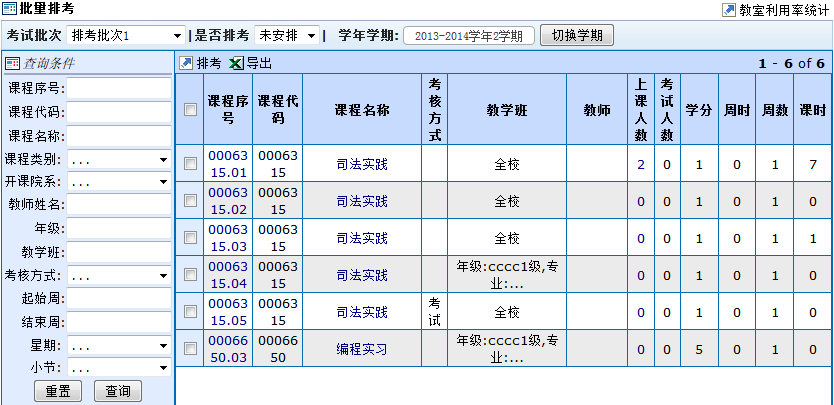 批量排考
教室利用率统计
考试批次 排考批次1 |是否排考 未安排 | 学年学期: 2013-2014学年2学期 切换学期
查询条件
课程序号:
课程代码:
课程名称:
课程类别: ...
开课院系: ...
教师姓名:
年级:
教学班:
考核方式: ...
起始周:
结束周:
星期: ...
小节: ...
重置 查询
排考 导出 1 - 6 of 6
课程序号 课程代码 课程名称 考核方式 教学班 教师 上课人数 考试人数 学分 周时 周数 课时
0006315.01 0006315 司法实践 全校 2 0 1 0 1 7
0006315.02 0006315 司法实践 全校 0 0 1 0 1 0
0006315.03 0006315 司法实践 全校 0 0 1 0 1 1
0006315.04 0006315 司法实践 年级:cccc1级,专业:... 0 0 1 0 1 0
0006315.05 0006315 司法实践 考试 全校 0 0 1 0 1 0
0006650.03 0006650 编程实习 年级:cccc1级,专业:... 0 0 5 0 1 0